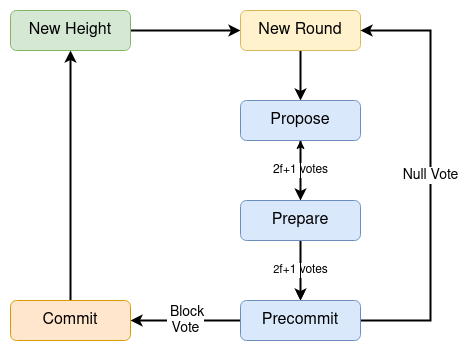 New Height
New Round
Propose
2f+1 votes
Null Vote
Prepare
2f+1 votes
Block
Vote
Commit
Precommit